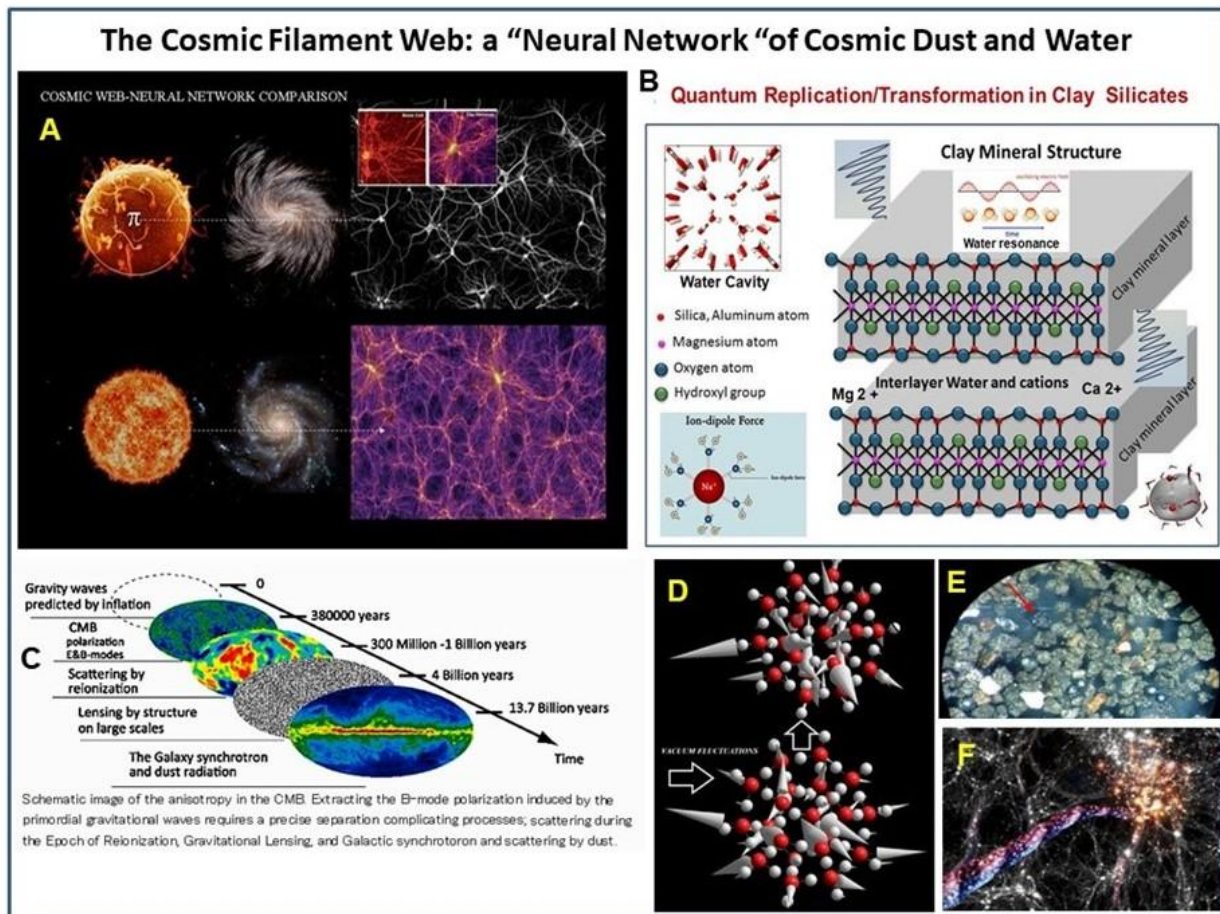 The Cosmic Filament Web: a “Neural Network “of Cosmic Dust and Water
COSMIC WEB-NEURAL NETWORK COMPARISON
A
π
B
Quantum Replication/Transformation in Clay Silicates
Clay Mineral Structure
oscillating electric field
time
Water resonance
Water Cavity
Silica, Aluminum atom
Magnesium atom
Oxygen atom
Hydroxyl group
Clay mineral layer
Interlayer Water and cations
Mg 2 +
Ca 2+
Clay mineral layer
Ion-dipole Force
Na+
Ion-dipole force
C
Gravity waves
predicted by inflation
CMB
polarization
E&B-modes
Scattering by
reionization
Lensing by structure
on large scales
The Galaxy synchrotron
and dust radiation
0
380000 years
300 Million -1 Billion years
4 Billion years
13.7 Billion years
Time
Schematic image of the anisotropy in the CMB. Extracting the B-mode polarization induced by the
primordial gravitational waves requires a precise separation complicating processes; scattering during
the Epoch of Reionization, Gravitational Lensing, and Galactic synchrotoron and scattering by dust.
D
VACUUM FLUCTUATIONS
E
F